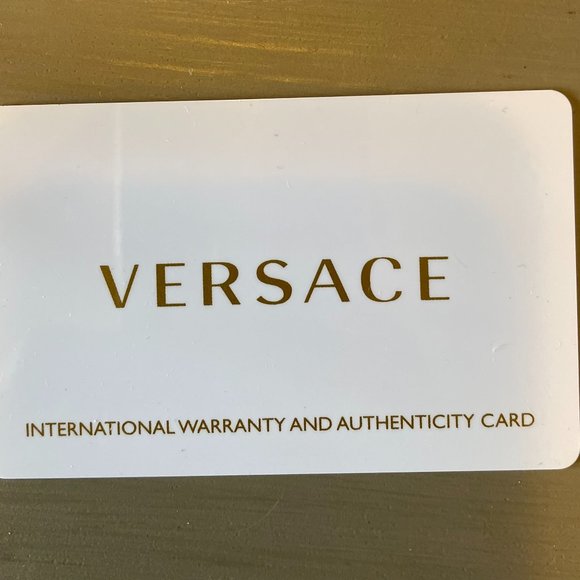 VERSACE
INTERNATIONAL WARRANTY AND AUTHENTICITY CARD